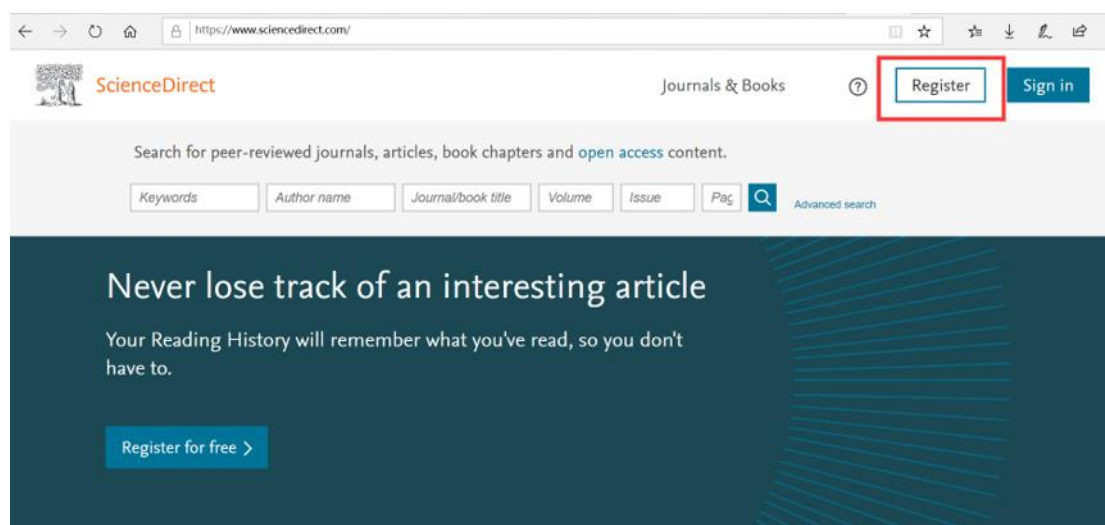 https://www.sciencedirect.com/
ScienceDirect
Journals & Books
?
Register
Sign in
Search for peer-reviewed journals, articles, book chapters and open access content.
Keywords
Author name
Journal/book title
Volume
Issue
Advanced search
Never lose track of an interesting article
Your Reading History will remember what you've read, so you don't
have to.
Register for free >